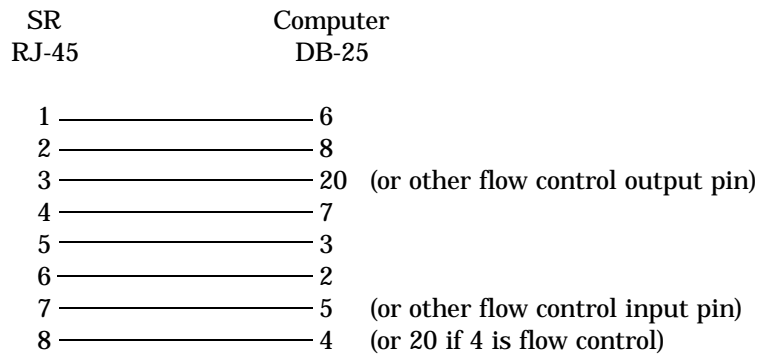 SR Computer
RJ-45 DB-25
1 6
2 8
3 20 (or other flow control output pin)
4 7
5 3
6 2
7 5 (or other flow control input pin)
8 4 (or 20 if 4 is flow control)